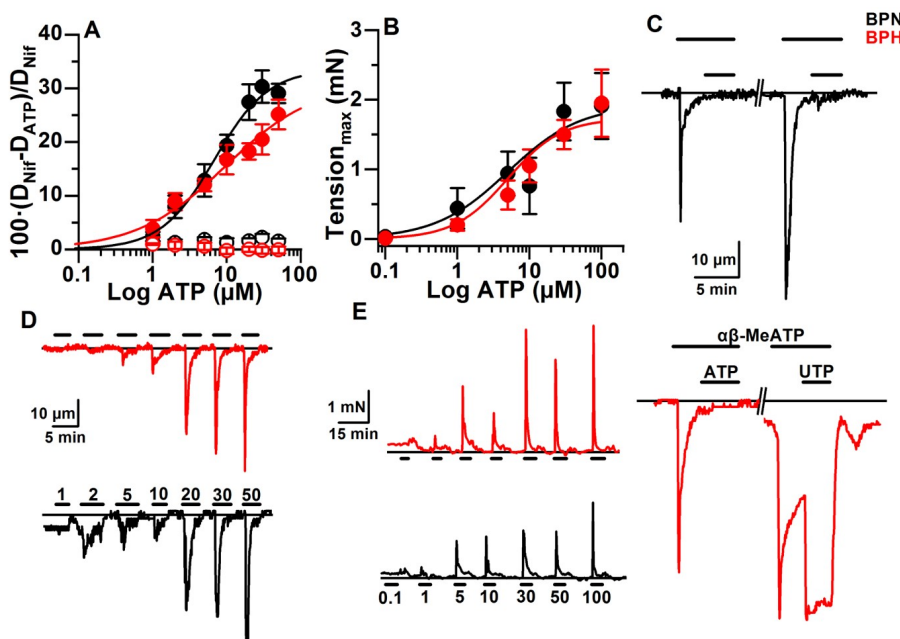 A
100·(D_Nif-D_ATP)/D_Nif
40
30
20
10
0
0.1 1 10 100
Log ATP (µM)
B
Tension_max (mN)
3
2
1
0
0.1 1 10 100
Log ATP (µM)
C
BPN
BPH
10 µm
5 min
αβ-MeATP
ATP
UTP
D
10 µm
5 min
1 2 5 10 20 30 50
E
1 mN
15 min
0.1 1 5 10 30 50 100